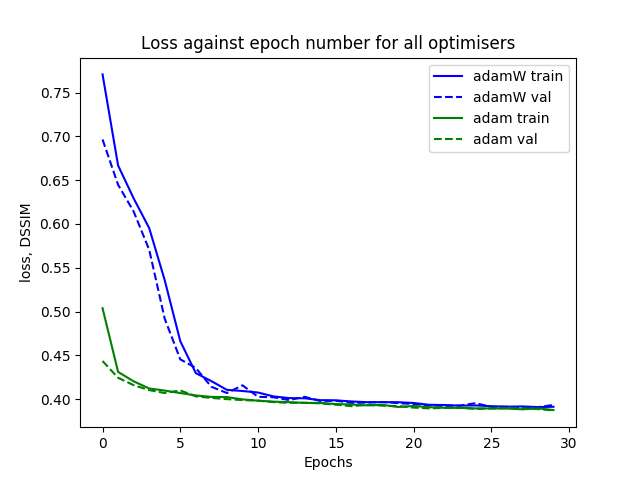 Loss against epoch number for all optimisers
adamW train
adamW val
adam train
adam val
0.75
0.70
0.65
0.60
0.55
0.50
0.45
0.40
loss, DSSIM
0 5 10 15 20 25 30
Epochs